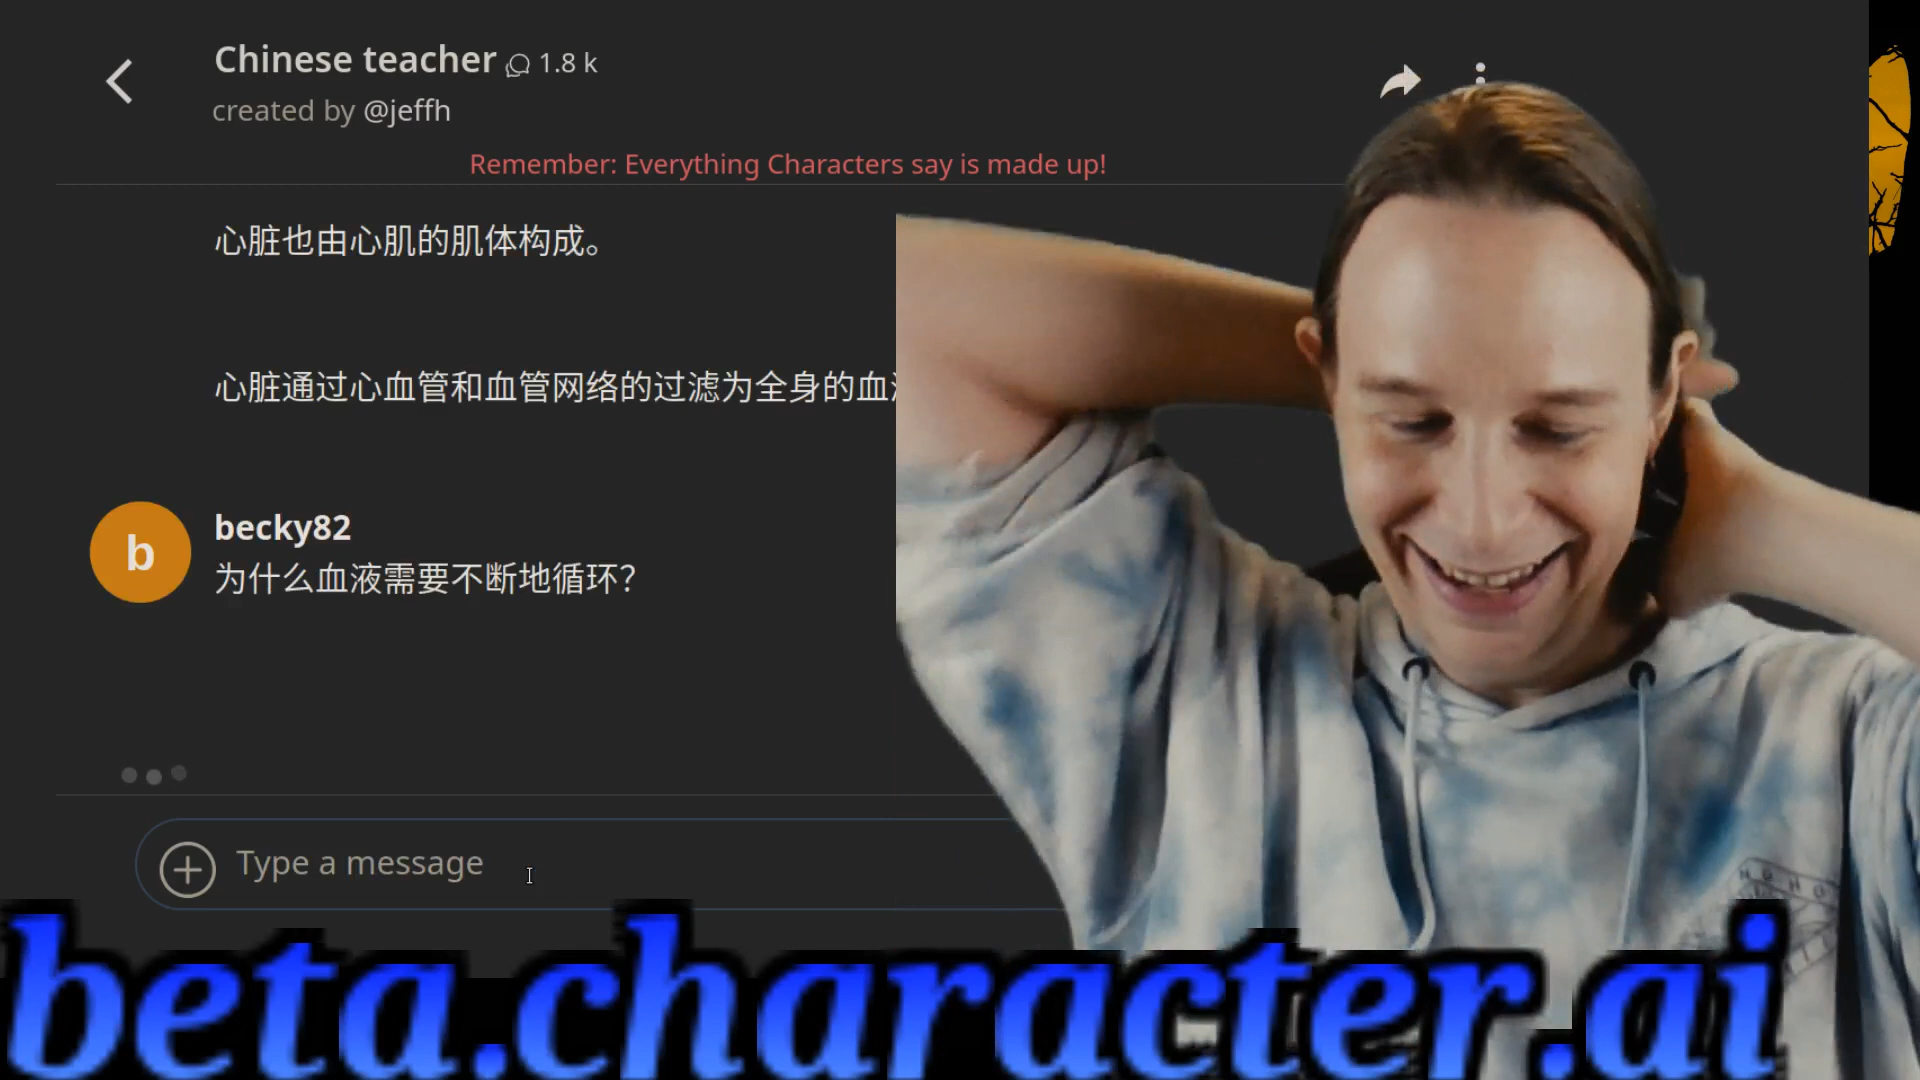 Chinese teacher 1.8 k
created by @jeffh
Remember: Everything Characters say is made up!
心脏也由心肌的肌体构成。
心脏通过心血管和血管网络的过滤为全身的血
b
becky82
为什么血液需要不断地循环?
Type a message
beta.character.ai